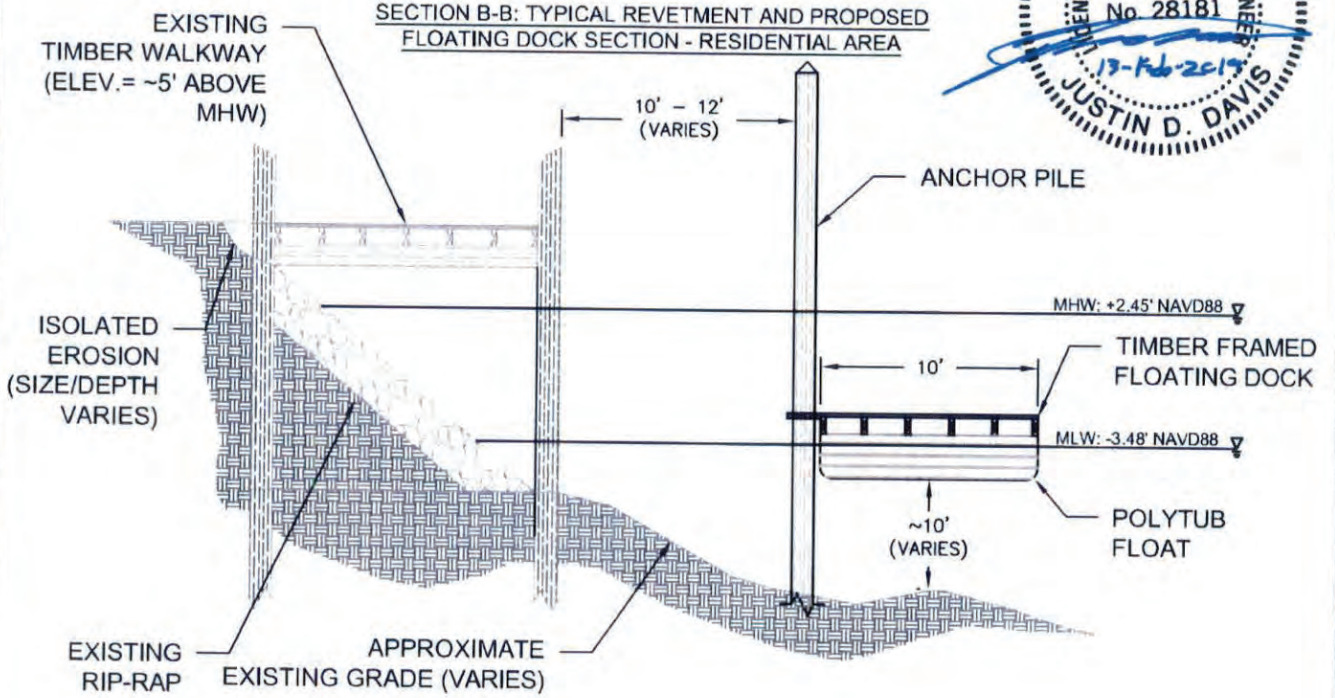 SECTION B-B: TYPICAL REVETMENT AND PROPOSED
FLOATING DOCK SECTION - RESIDENTIAL AREA
No. 28181
13-Feb-2019
JUSTIN D. DAVIS
EXISTING
TIMBER WALKWAY
(ELEV.= ~5' ABOVE
MHW)
10' - 12'
(VARIES)
ANCHOR PILE
MHW: +2.45' NAVD88
ISOLATED
EROSION
(SIZE/DEPTH
VARIES)
10'
TIMBER FRAMED
FLOATING DOCK
MLW: -3.48' NAVD88
~10'
(VARIES)
POLYTUB
FLOAT
EXISTING
RIP-RAP
APPROXIMATE
EXISTING GRADE (VARIES)